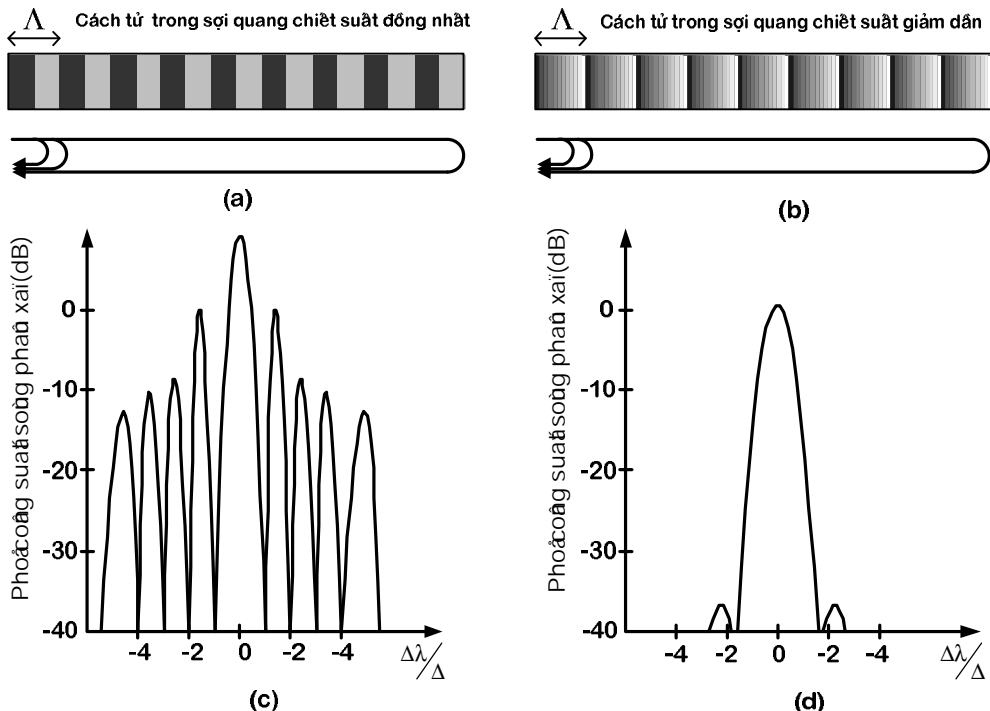 Λ Cách tử trong sợi quang chiết suất đồng nhất
Λ Cách tử trong sợi quang chiết suất giảm dần
(a)
(b)
0
-10
-20
-30
-40
-4 -2 0 -2 -4 Δλ/Δ
(c)
0
-10
-20
-30
-40
-4 -2 0 -2 -4 Δλ/Δ
(d)